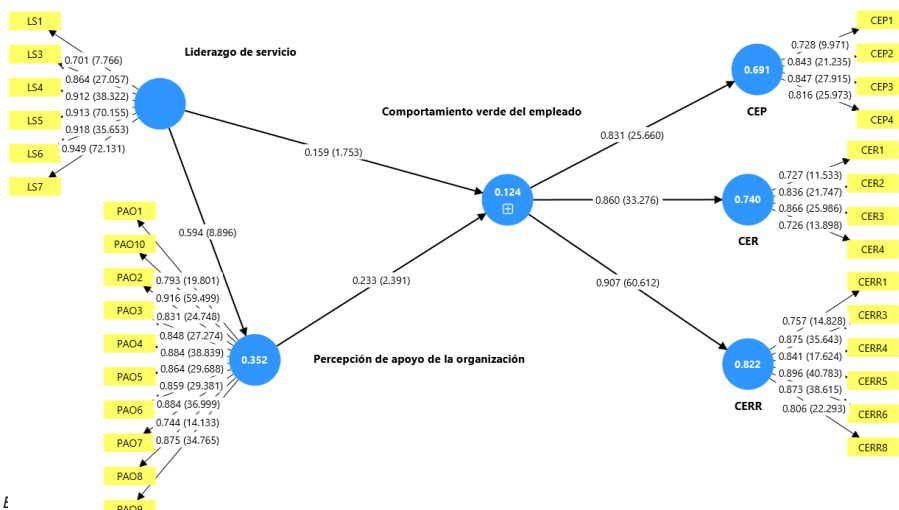 LS1
LS3
LS4
LS5
LS6
LS7
0.701 (7.766)
0.864 (27.057)
0.912 (38.322)
0.913 (70.155)
0.918 (35.653)
0.949 (72.131)
Liderazgo de servicio
0.159 (1.753)
0.594 (8.896)
PAO1
PAO10
PAO2
PAO3
PAO4
PAO5
PAO6
PAO7
PAO8
PAO9
0.793 (19.801)
0.916 (59.499)
0.831 (24.748)
0.848 (27.274)
0.884 (38.839)
0.864 (29.688)
0.859 (29.381)
0.884 (36.999)
0.744 (14.133)
0.875 (34.765)
0.352
Percepción de apoyo de la organización
0.233 (2.391)
Comportamiento verde del empleado
0.124
0.831 (25.660)
0.860 (33.276)
0.907 (60.612)
0.691
CEP
0.728 (9.971)
0.843 (21.235)
0.847 (27.915)
0.816 (25.973)
CEP1
CEP2
CEP3
CEP4
0.740
CER
0.727 (11.533)
0.836 (21.747)
0.866 (25.986)
0.726 (13.898)
CER1
CER2
CER3
CER4
0.822
CERR
0.757 (14.828)
0.875 (35.643)
0.841 (17.624)
0.896 (40.783)
0.873 (38.615)
0.806 (22.293)
CERR1
CERR3
CERR4
CERR5
CERR6
CERR8